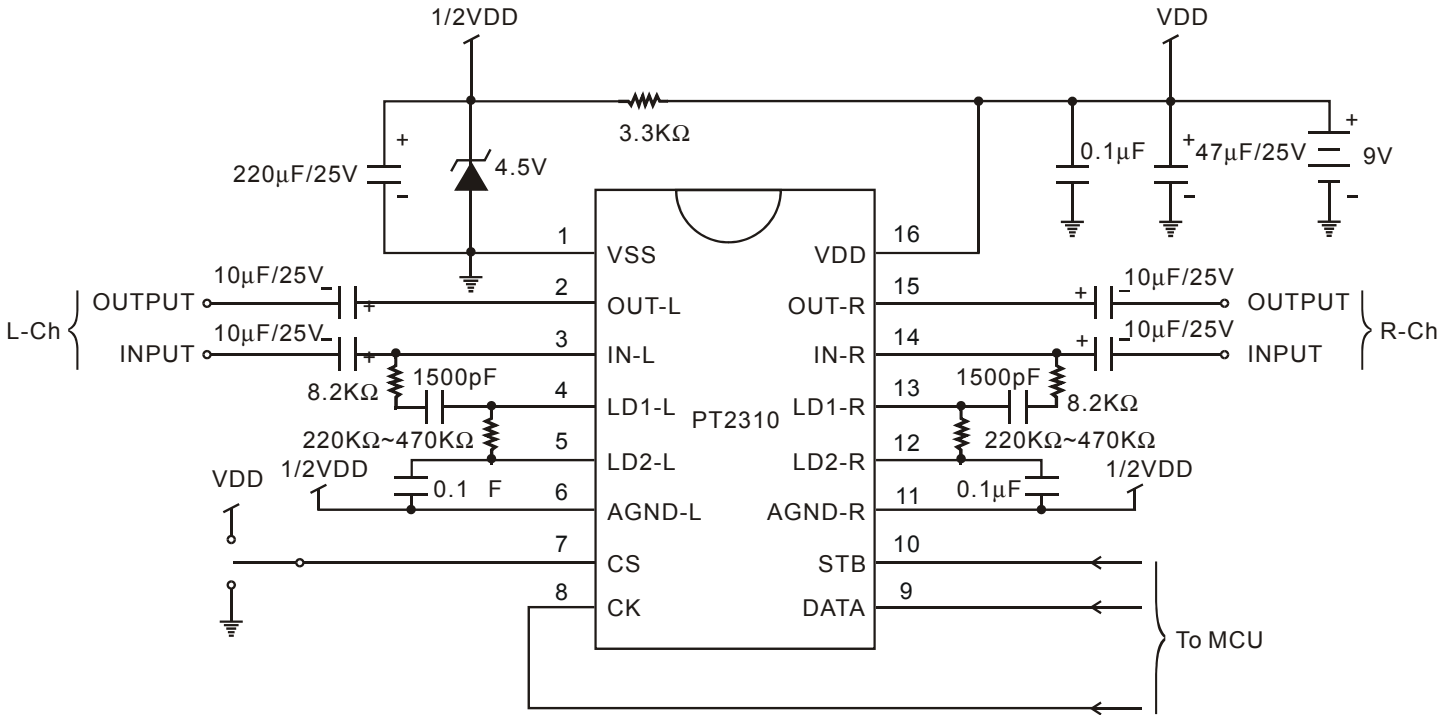 1/2VDD
VDD
3.3KΩ
220μF/25V
+
−
4.5V
0.1μF
+
47μF/25V
−
+
9V
−
1
VSS
VDD
16
10μF/25V
−
+
L-Ch
OUTPUT
2
OUT-L
OUT-R
15
+
−
10μF/25V
OUTPUT
R-Ch
10μF/25V
−
+
INPUT
3
IN-L
IN-R
14
+
−
10μF/25V
INPUT
8.2KΩ
1500pF
4
LD1-L
PT2310
LD1-R
13
1500pF
8.2KΩ
220KΩ~470KΩ
5
LD2-L
LD2-R
12
220KΩ~470KΩ
VDD
1/2VDD
0.1 F
6
AGND-L
AGND-R
11
0.1μF
1/2VDD
7
CS
STB
10
8
CK
DATA
9
To MCU